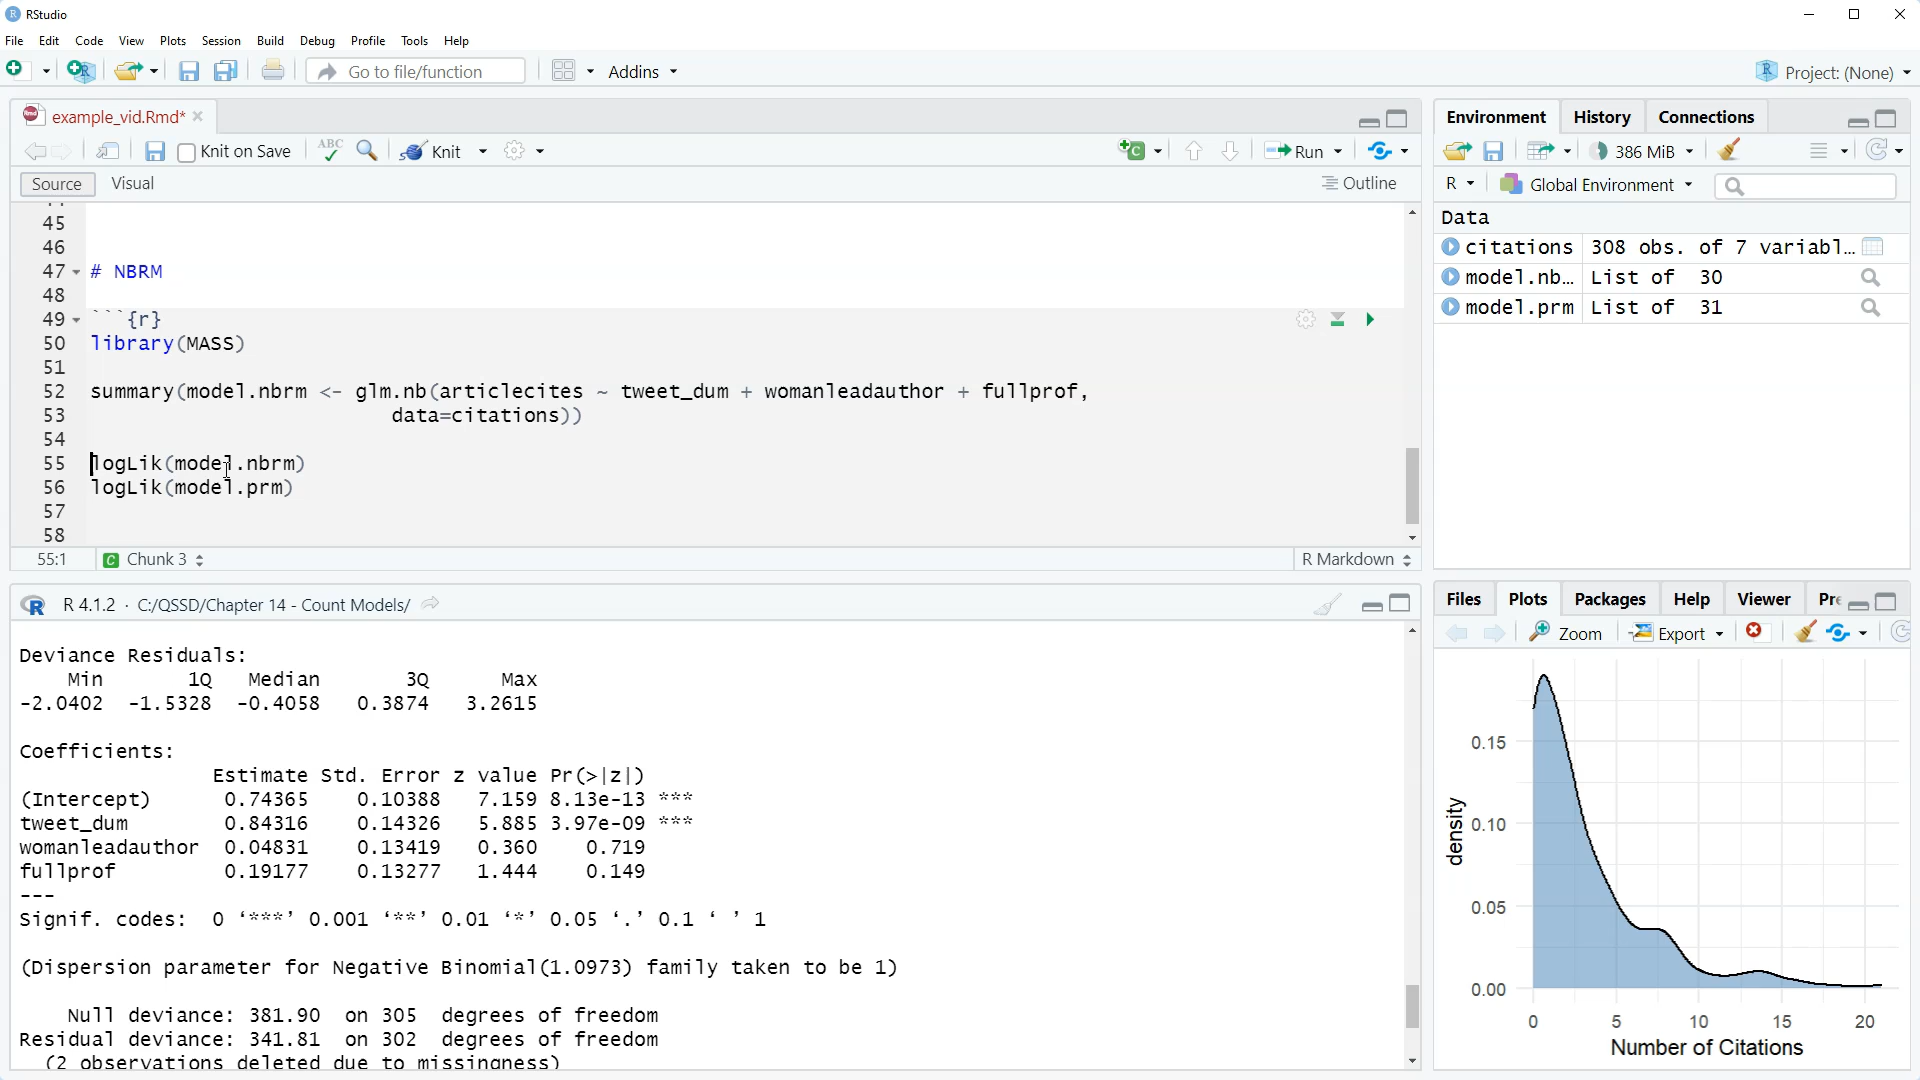 RStudio
File Edit Code View Plots Session Build Debug Profile Tools Help
Go to file/function Addins Project: (None)
example_vid.Rmd*
Knit on Save ABC Knit Run
Source Visual Outline
45
46
47 # NBRM
48
49 ```{r}
50 library(MASS)
51
52 summary(model.nbrm <- glm.nb(articlecites ~ tweet_dum + womanleadauthor + fullprof,
53 data=citations))
54
55 logLik(model.nbrm)
56 logLik(model.prm)
57
58
55:1 Chunk 3 R Markdown
R 4.1.2 · C:/QSSD/Chapter 14 - Count Models/
Deviance Residuals:
Min 1Q Median 3Q Max
-2.0402 -1.5328 -0.4058 0.3874 3.2615
Coefficients:
Estimate Std. Error z value Pr(>|z|)
(Intercept) 0.74365 0.10388 7.159 8.13e-13 ***
tweet_dum 0.84316 0.14326 5.885 3.97e-09 ***
womanleadauthor 0.04831 0.13419 0.360 0.719
fullprof 0.19177 0.13277 1.444 0.149
---
Signif. codes: 0 ‘***’ 0.001 ‘**’ 0.01 ‘*’ 0.05 ‘.’ 0.1 ‘ ’ 1
(Dispersion parameter for Negative Binomial(1.0973) family taken to be 1)
Null deviance: 381.90 on 305 degrees of freedom
Residual deviance: 341.81 on 302 degrees of freedom
(2 observations deleted due to missingness)
Environment History Connections
386 MiB
R Global Environment
Data
citations 308 obs. of 7 variabl…
model.nb… List of 30
model.prm List of 31
Files Plots Packages Help Viewer Pre
Zoom Export
0.15
0.10
0.05
0.00
density
0 5 10 15 20
Number of Citations